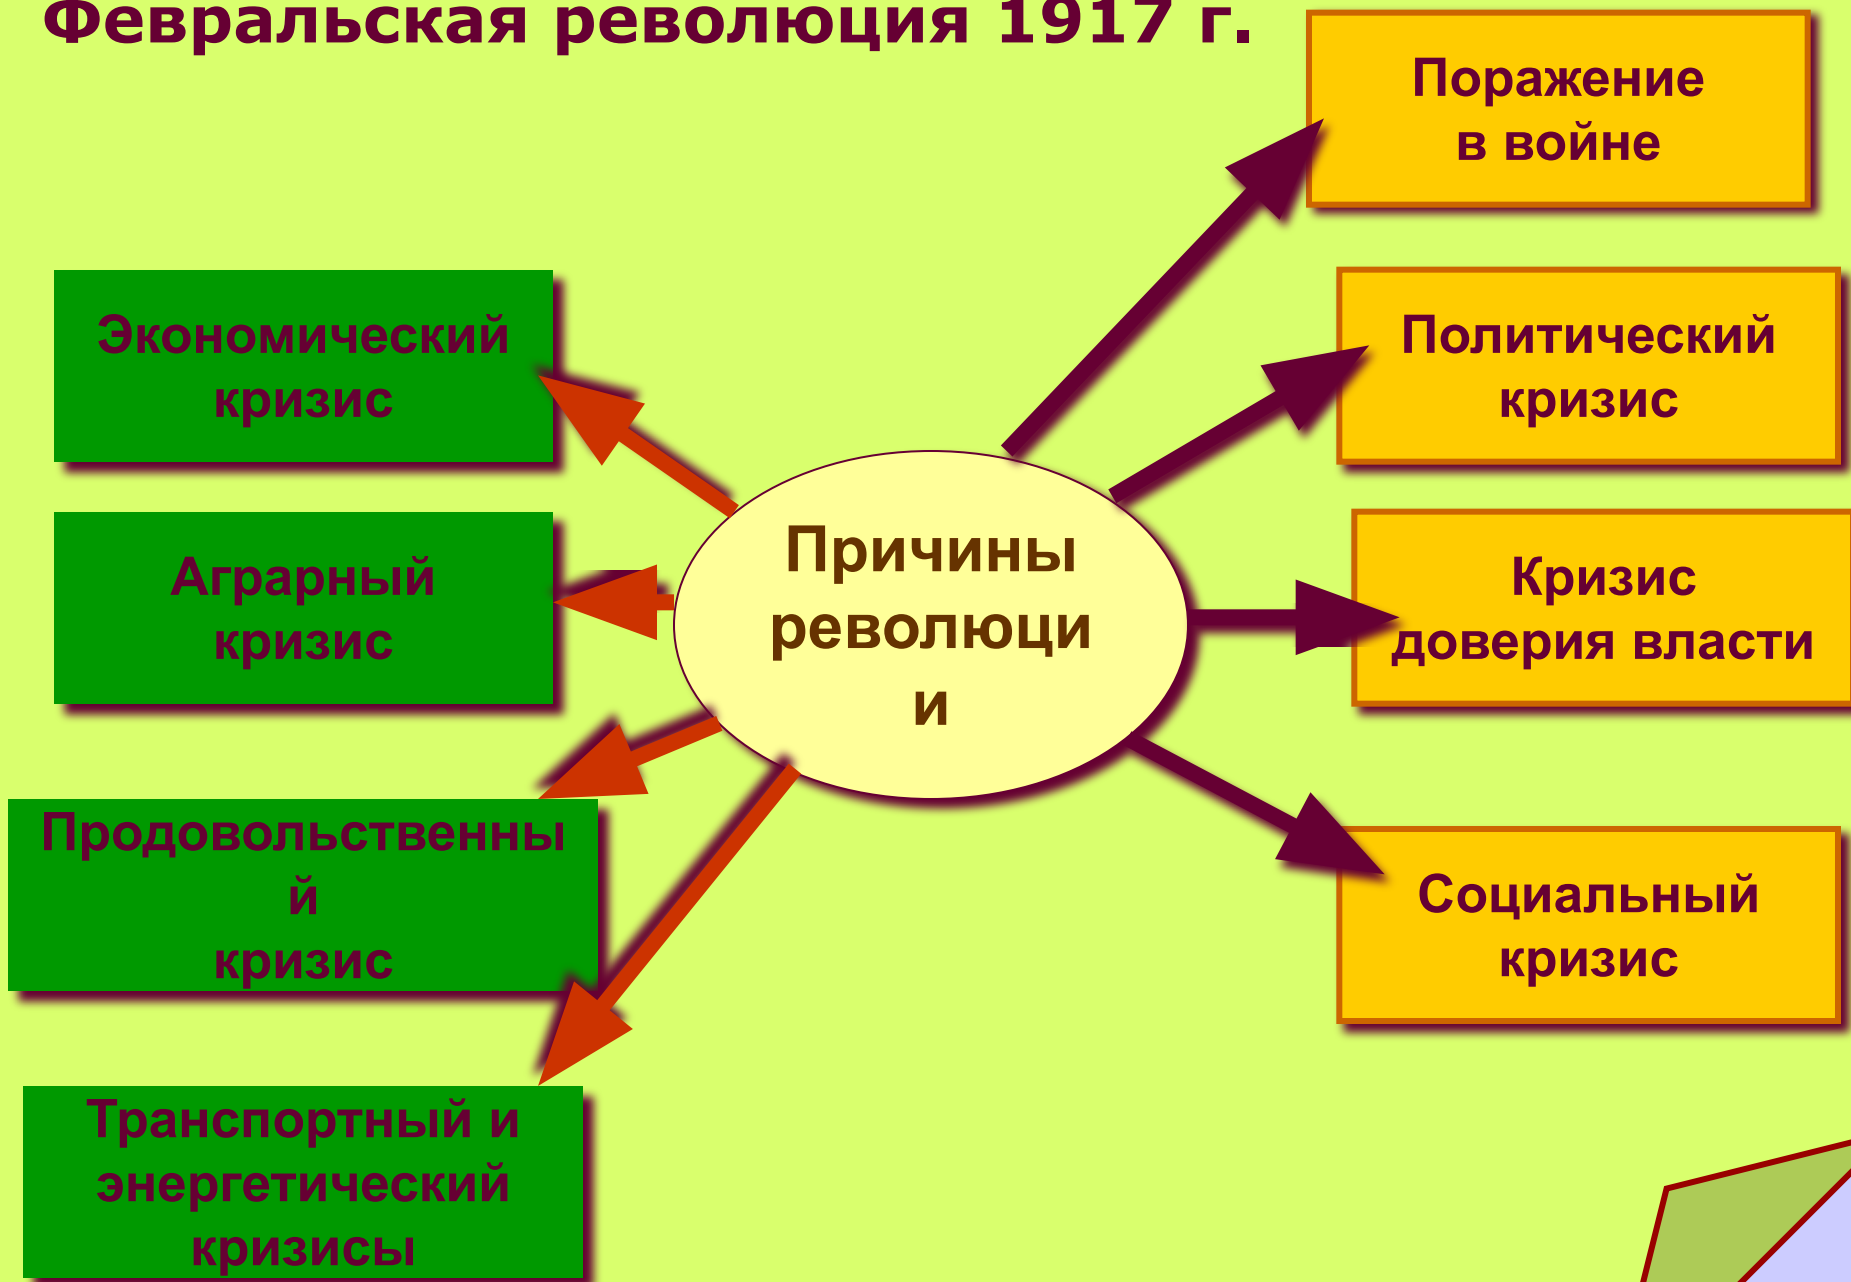 Февральская революция 1917 г.
Поражение
в войне
Экономический
кризис
Политический
кризис
Аграрный
кризис
Причины
революци
и
Кризис
доверия власти
Продовольственны
й
кризис
Социальный
кризис
Транспортный и
энергетический
кризисы